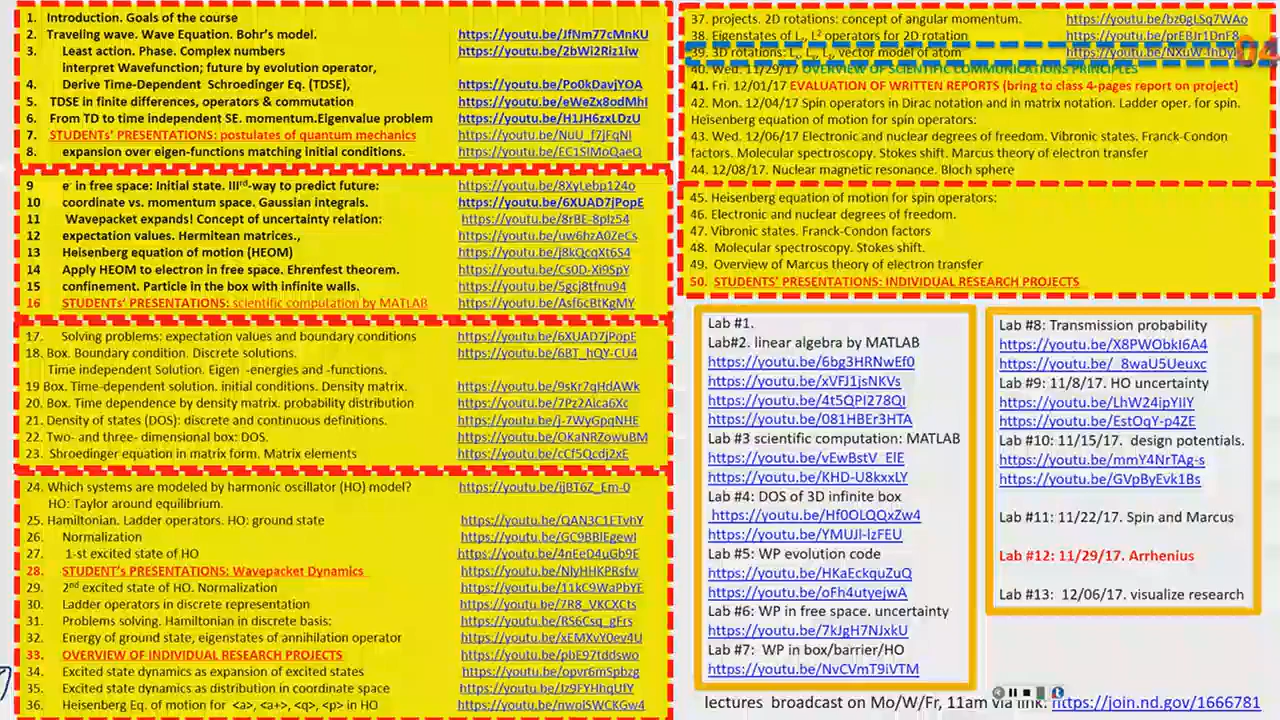 1. Introduction. Goals of the course
2. Traveling wave. Wave Equation. Bohr's model. https://youtu.be/JfNm77cMnKU
3. Least action. Phase. Complex numbers https://youtu.be/2bWi2Riz1iw
interpret Wavefunction; future by evolution operator,
4. Derive Time-Dependent Schroedinger Eq. (TDSE), https://youtu.be/Po0kDavjYOA
5 TDSE in finite differences, operators & commutation https://youtu.be/eWeZx8odMhI
6. From TD to time independent SE. momentum.Eigenvalue problem https://youtu.be/H1JH6zxLDzU
7. STUDENTS' PRESENTATIONS: postulates of quantum mechanics https://youtu.be/NuU_f7jFqNI
8. expansion over eigen-functions matching initial conditions. https://youtu.be/EC1SIMoQaeQ
9 e- in free space: Initial state. IIIrd-way to predict future: https://youtu.be/8XyLebp124o
10 coordinate vs. momentum space. Gaussian integrals. https://youtu.be/6XUAD7jPopE
11 Wavepacket expands! Concept of uncertainty relation: https://youtu.be/8rBE-8plz54
12 expectation values. Hermitean matrices., https://youtu.be/uw6hzA0ZeCs
13 Heisenberg equation of motion (HEOM) https://youtu.be/j8kQcqXt6S4
14 Apply HEOM to electron in free space. Ehrenfest theorem. https://youtu.be/Cs0D-Xi9SpY
15 confinement. Particle in the box with infinite walls. https://youtu.be/5gcj8tfnu94
16 STUDENTS' PRESENTATIONS: scientific computation by MATLAB https://youtu.be/Asf6cBtKgMY
17. Solving problems: expectation values and boundary conditions https://youtu.be/6XUAD7jPopE
18. Box. Boundary condition. Discrete solutions. https://youtu.be/6BT_hQY-CU4
Time independent Solution. Eigen -energies and -functions.
19 Box. Time-dependent solution. initial conditions. Density matrix. https://youtu.be/9sKr7qHdAWk
20. Box. Time dependence by density matrix. probability distribution https://youtu.be/7Pz2Aica6Xc
21. Density of states (DOS): discrete and continuous definitions. https://youtu.be/j-7WyGpqNHE
22. Two- and three- dimensional box: DOS. https://youtu.be/OKaNRZowuBM
23. Shroedinger equation in matrix form. Matrix elements https://youtu.be/cCf5Qcdj2xE
24. Which systems are modeled by harmonic oscillator (HO) model? https://youtu.be/jjBT6Z_Em-0
HO: Taylor around equilibrium.
25. Hamiltonian. Ladder operators. HO: ground state https://youtu.be/QAN3C1ETvhY
26. Normalization https://youtu.be/GC9BBlEgewI
27. 1-st excited state of HO https://youtu.be/4nEeD4uGb9E
28. STUDENT's PRESENTATIONS: Wavepacket Dynamics https://youtu.be/NJyHHKPRsfw
29. 2nd excited state of HO. Normalization https://youtu.be/11kC9WaPbYE
30. Ladder operators in discrete representation https://youtu.be/7R8_VKCXCts
31. Problems solving. Hamiltonian in discrete basis: https://youtu.be/RS6Csq_gFrs
32. Energy of ground state, eigenstates of annihilation operator https://youtu.be/xEMXvY0ev4U
33. OVERVIEW OF INDIVIDUAL RESEARCH PROJECTS https://youtu.be/pbE97tddswo
34. Excited state dynamics as expansion of excited states https://youtu.be/opvr6mSpbzg
35. Excited state dynamics as distribution in coordinate space https://youtu.be/Jz9FYHhqUfY
36. Heisenberg Eq. of motion for <a>, <a+>, <q>, <p> in HO https://youtu.be/nwolSWCKGw4
37. projects. 2D rotations: concept of angular momentum. https://youtu.be/bz0gLSq7WAo
38. Eigenstates of Lz, L² operators for 2D rotation https://youtu.be/prEBJr1DnF8
39. 3D rotations: Lx, Ly, Lz, vector model of atom
40. Wed. 11/29/17 OVERVIEW OF SCIENTIFIC COMMUNICATIONS PRINCIPLES
41. Fri. 12/01/17 EVALUATION OF WRITTEN REPORTS (bring to class 4-pages report on project)
42. Mon. 12/04/17 Spin operators in Dirac notation and in matrix notation. Ladder oper. for spin.
Heisenberg equation of motion for spin operators:
43. Wed. 12/06/17 Electronic and nuclear degrees of freedom. Vibronic states. Franck-Condon
factors. Molecular spectroscopy. Stokes shift. Marcus theory of electron transfer
44. 12/08/17. Nuclear magnetic resonance. Bloch sphere
45. Heisenberg equation of motion for spin operators:
46. Electronic and nuclear degrees of freedom.
47. Vibronic states. Franck-Condon factors
48. Molecular spectroscopy. Stokes shift.
49. Overview of Marcus theory of electron transfer
50. STUDENTS' PRESENTATIONS: INDIVIDUAL RESEARCH PROJECTS
Lab #1.
Lab#2. linear algebra by MATLAB
https://youtu.be/6bg3HRNwEf0
https://youtu.be/xVFJ1jsNKVs
https://youtu.be/4t5QPI278QI
https://youtu.be/081HBEr3HTA
Lab #3 scientific computation: MATLAB
https://youtu.be/vEwBstV_ElE
https://youtu.be/KHD-U8kxxLY
Lab #4: DOS of 3D infinite box
https://youtu.be/Hf0OLQQxZw4
https://youtu.be/YMUJl-lzFEU
Lab #5: WP evolution code
https://youtu.be/HKaEckquZuQ
https://youtu.be/oFh4utyejwA
Lab #6: WP in free space. uncertainty
https://youtu.be/7kJgH7NJxkU
Lab #7: WP in box/barrier/HO
https://youtu.be/NvCVmT9iVTM
Lab #8: Transmission probability
https://youtu.be/X8PWObkI6A4
https://youtu.be/_8waU5Ueuxc
Lab #9: 11/8/17. HO uncertainty
https://youtu.be/LhW24ipYIIY
https://youtu.be/EstOqY-p4ZE
Lab #10: 11/15/17. design potentials.
https://youtu.be/mmY4NrTAg-s
https://youtu.be/GVpByEvk1Bs
Lab #11: 11/22/17. Spin and Marcus
Lab #12: 11/29/17. Arrhenius
Lab #13: 12/06/17. visualize research
lectures broadcast on Mo/W/Fr, 11am via link: https://join.nd.gov/1666781